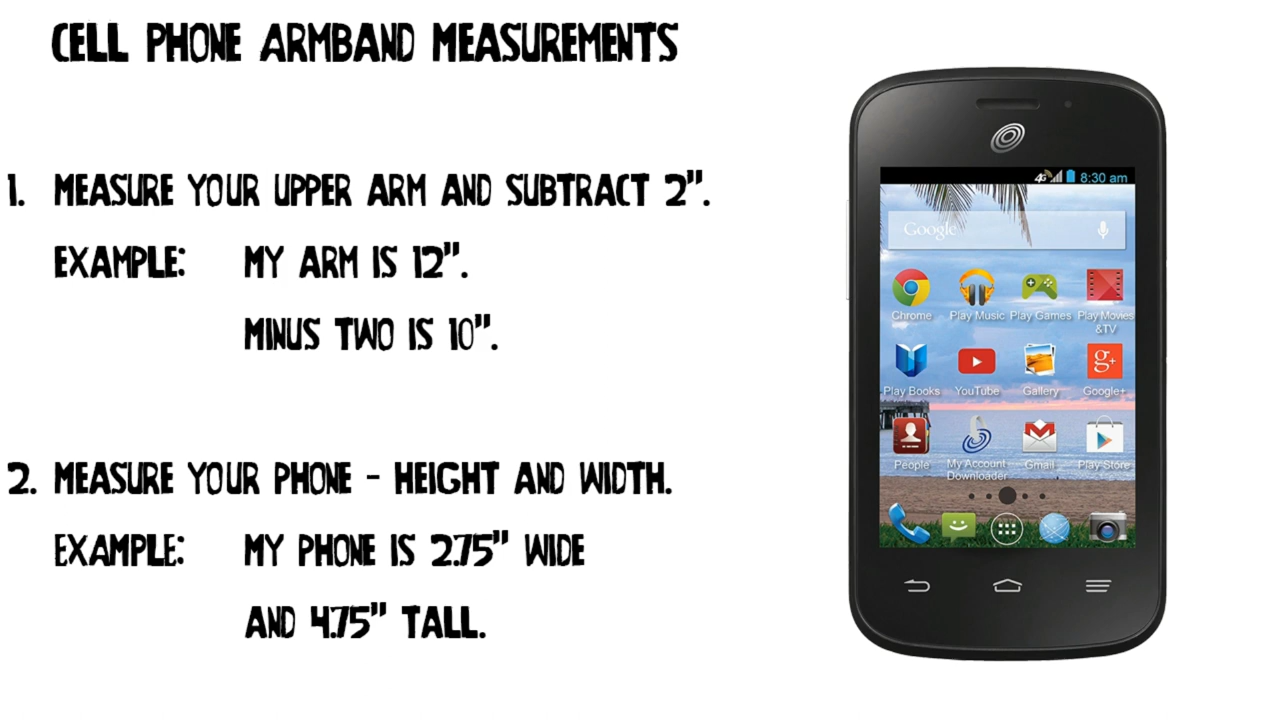 CELL PHONE ARMBAND MEASUREMENTS
1. MEASURE YOUR UPPER ARM AND SUBTRACT 2".
EXAMPLE: MY ARM IS 12".
MINUS TWO IS 10".
2. MEASURE YOUR PHONE - HEIGHT AND WIDTH.
EXAMPLE: MY PHONE IS 2.75" WIDE
AND 4.75" TALL.
4G 8:30 am
Google
Chrome Play Music Play Games Play Movies
&TV
Play Books YouTube Gallery Google+
People My Account Gmail Play Store
Downloader